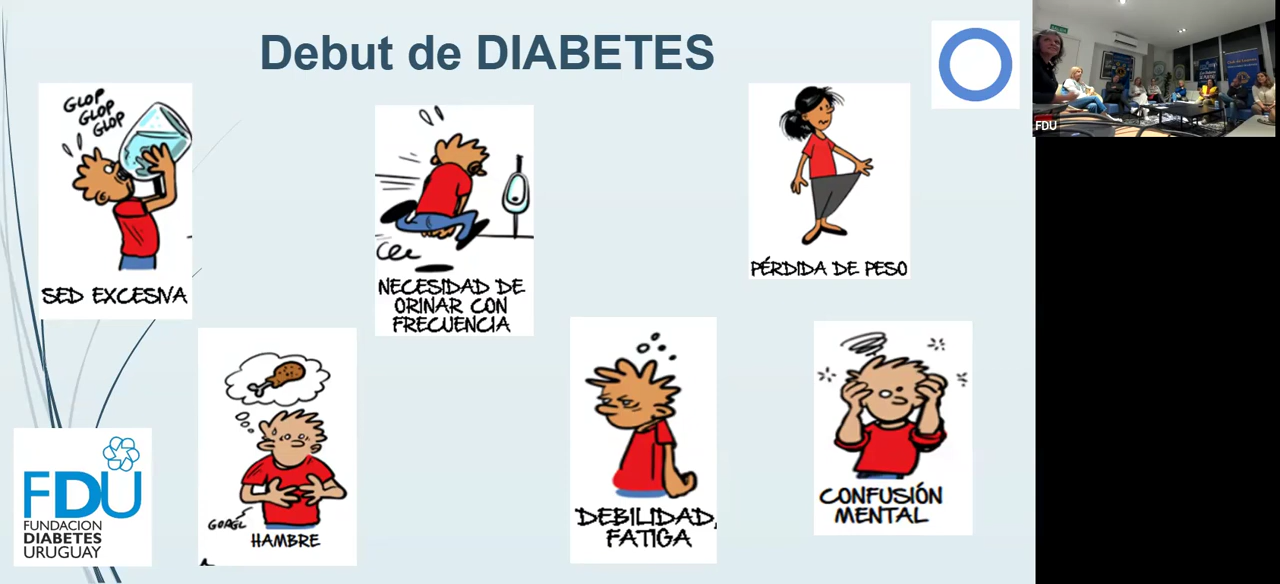 Debut de DIABETES
GLOP
GLOP
GLOP
SED EXCESIVA
NECESIDAD DE
ORINAR CON
FRECUENCIA
PÉRDIDA DE PESO
FDU
HAMBRE
DEBILIDAD,
FATIGA
CONFUSIÓN
MENTAL
FDU
FUNDACION
DIABETES
URUGUAY